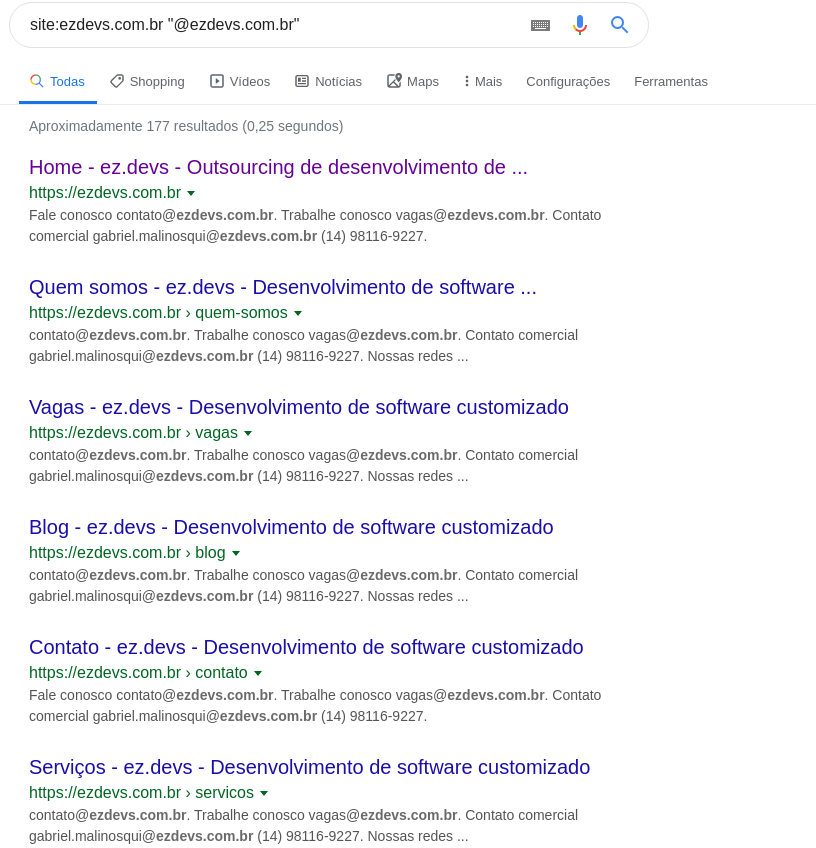 site:ezdevs.com.br "@ezdevs.com.br"
Todas Shopping Vídeos Notícias Maps Mais Configurações Ferramentas
Aproximadamente 177 resultados (0,25 segundos)
Home - ez.devs - Outsourcing de desenvolvimento de ...
https://ezdevs.com.br
Fale conosco contato@ezdevs.com.br. Trabalhe conosco vagas@ezdevs.com.br. Contato
comercial gabriel.malinosqui@ezdevs.com.br (14) 98116-9227.
Quem somos - ez.devs - Desenvolvimento de software ...
https://ezdevs.com.br › quem-somos
contato@ezdevs.com.br. Trabalhe conosco vagas@ezdevs.com.br. Contato comercial
gabriel.malinosqui@ezdevs.com.br (14) 98116-9227. Nossas redes ...
Vagas - ez.devs - Desenvolvimento de software customizado
https://ezdevs.com.br › vagas
contato@ezdevs.com.br. Trabalhe conosco vagas@ezdevs.com.br. Contato comercial
gabriel.malinosqui@ezdevs.com.br (14) 98116-9227. Nossas redes ...
Blog - ez.devs - Desenvolvimento de software customizado
https://ezdevs.com.br › blog
contato@ezdevs.com.br. Trabalhe conosco vagas@ezdevs.com.br. Contato comercial
gabriel.malinosqui@ezdevs.com.br (14) 98116-9227. Nossas redes ...
Contato - ez.devs - Desenvolvimento de software customizado
https://ezdevs.com.br › contato
Fale conosco contato@ezdevs.com.br. Trabalhe conosco vagas@ezdevs.com.br. Contato
comercial gabriel.malinosqui@ezdevs.com.br (14) 98116-9227.
Serviços - ez.devs - Desenvolvimento de software customizado
https://ezdevs.com.br › servicos
contato@ezdevs.com.br. Trabalhe conosco vagas@ezdevs.com.br. Contato comercial
gabriel.malinosqui@ezdevs.com.br (14) 98116-9227. Nossas redes ...